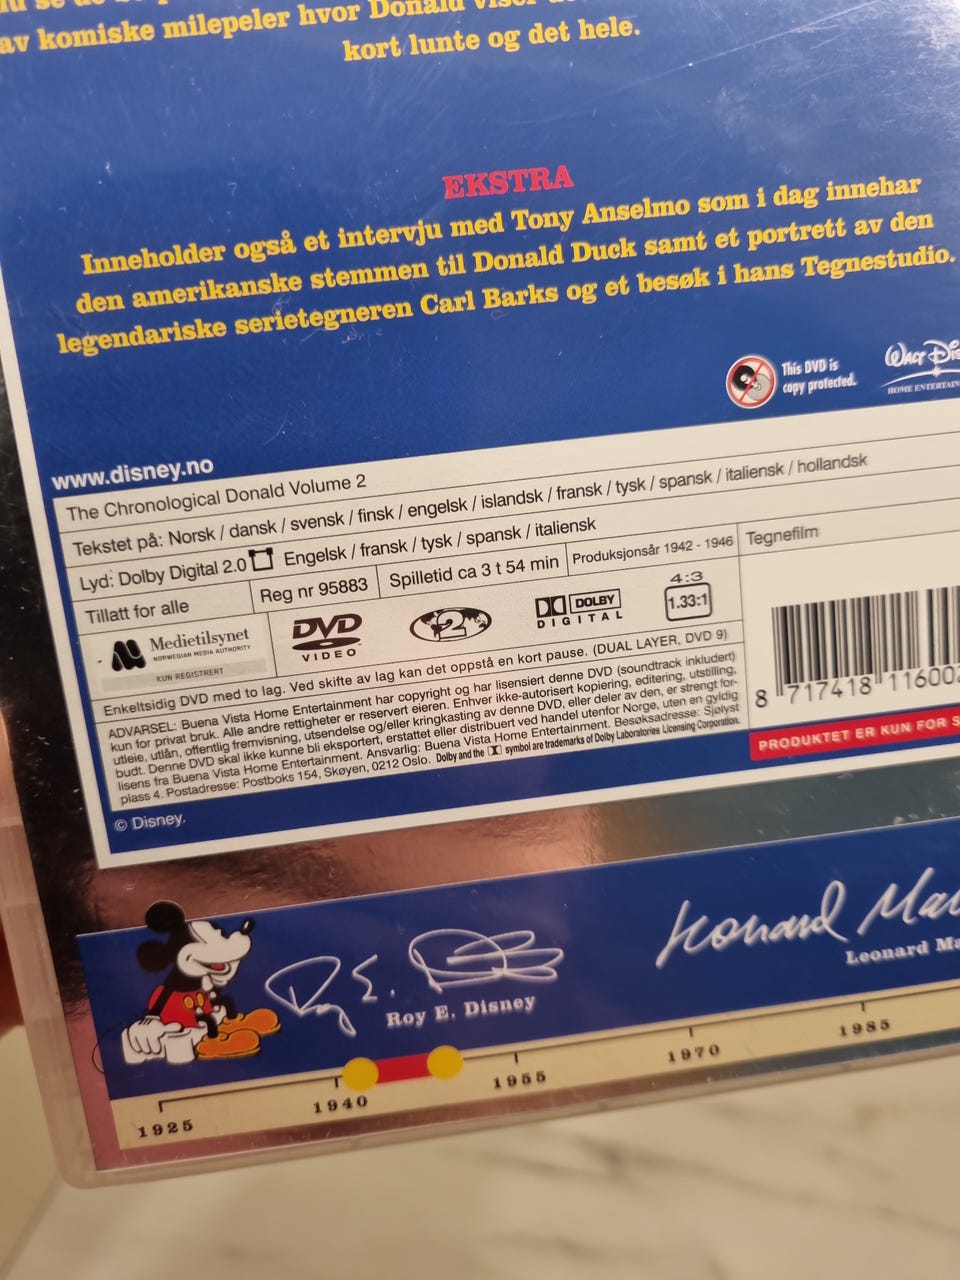 av komiske milepeler hvor Donald
kort lunte og det hele.
EKSTRA
Inneholder også et intervju med Tony Anselmo som i dag innehar
den amerikanske stemmen til Donald Duck samt et portrett av den
legendariske serietegneren Carl Barks og et besøk i hans Tegnestudio.
This DVD is
copy protected.
WALT
HOME
www.disney.no
The Chronological Donald Volume 2
Tekstet på: Norsk / dansk / svensk / finsk / engelsk / islandsk / fransk / tysk / spansk / italiensk / hollandsk
Lyd: Dolby Digital 2.0 Engelsk / fransk / tysk / spansk / italiensk
Tillatt for alle
Reg nr 95883
Spilletid ca 3 t 54 min
Produksjonsår 1942 - 1946
Tegnefilm
Medietilsynet
NORWEGIAN MEDIA AUTHORITY
KUN REGISTRERT
DVD
VIDEO
2
DOLBY
DIGITAL
4:3
1.33:1
Enkeltsidig DVD med to lag. Ved skifte av lag kan det oppstå en kort pause. (DUAL LAYER, DVD 9)
ADVARSEL: Buena Vista Home Entertainment har copyright og har lisensiert denne DVD (soundtrack inkludert)
kun for privat bruk. Alle andre rettigheter er reservert eieren. Enhver ikke-autorisert kopiering, editering, utstilling,
utleie, utlån, offentlig fremvisning, utsendelse og/eller kringkasting av denne DVD, eller deler av den, er strengt for-
budt. Denne DVD skal ikke kunne bli eksportert, erstattet eller distribuert ved handel utenfor Norge, uten en gyldig
lisens fra Buena Vista Home Entertainment. Ansvarlig: Buena Vista Home Entertainment. Besøksadresse: Sjølyst
plass 4. Postadresse: Postboks 154, Skøyen, 0212 Oslo. Dolby and the symbol are trademarks of Dolby Laboratories Licensing Corporation.
8 717418 11600
PRODUKTET ER KUN FOR
© Disney.
Roy E. Disney
Leonard
Roy E. Disney
Leonard
1925
1940
1955
1970
1985